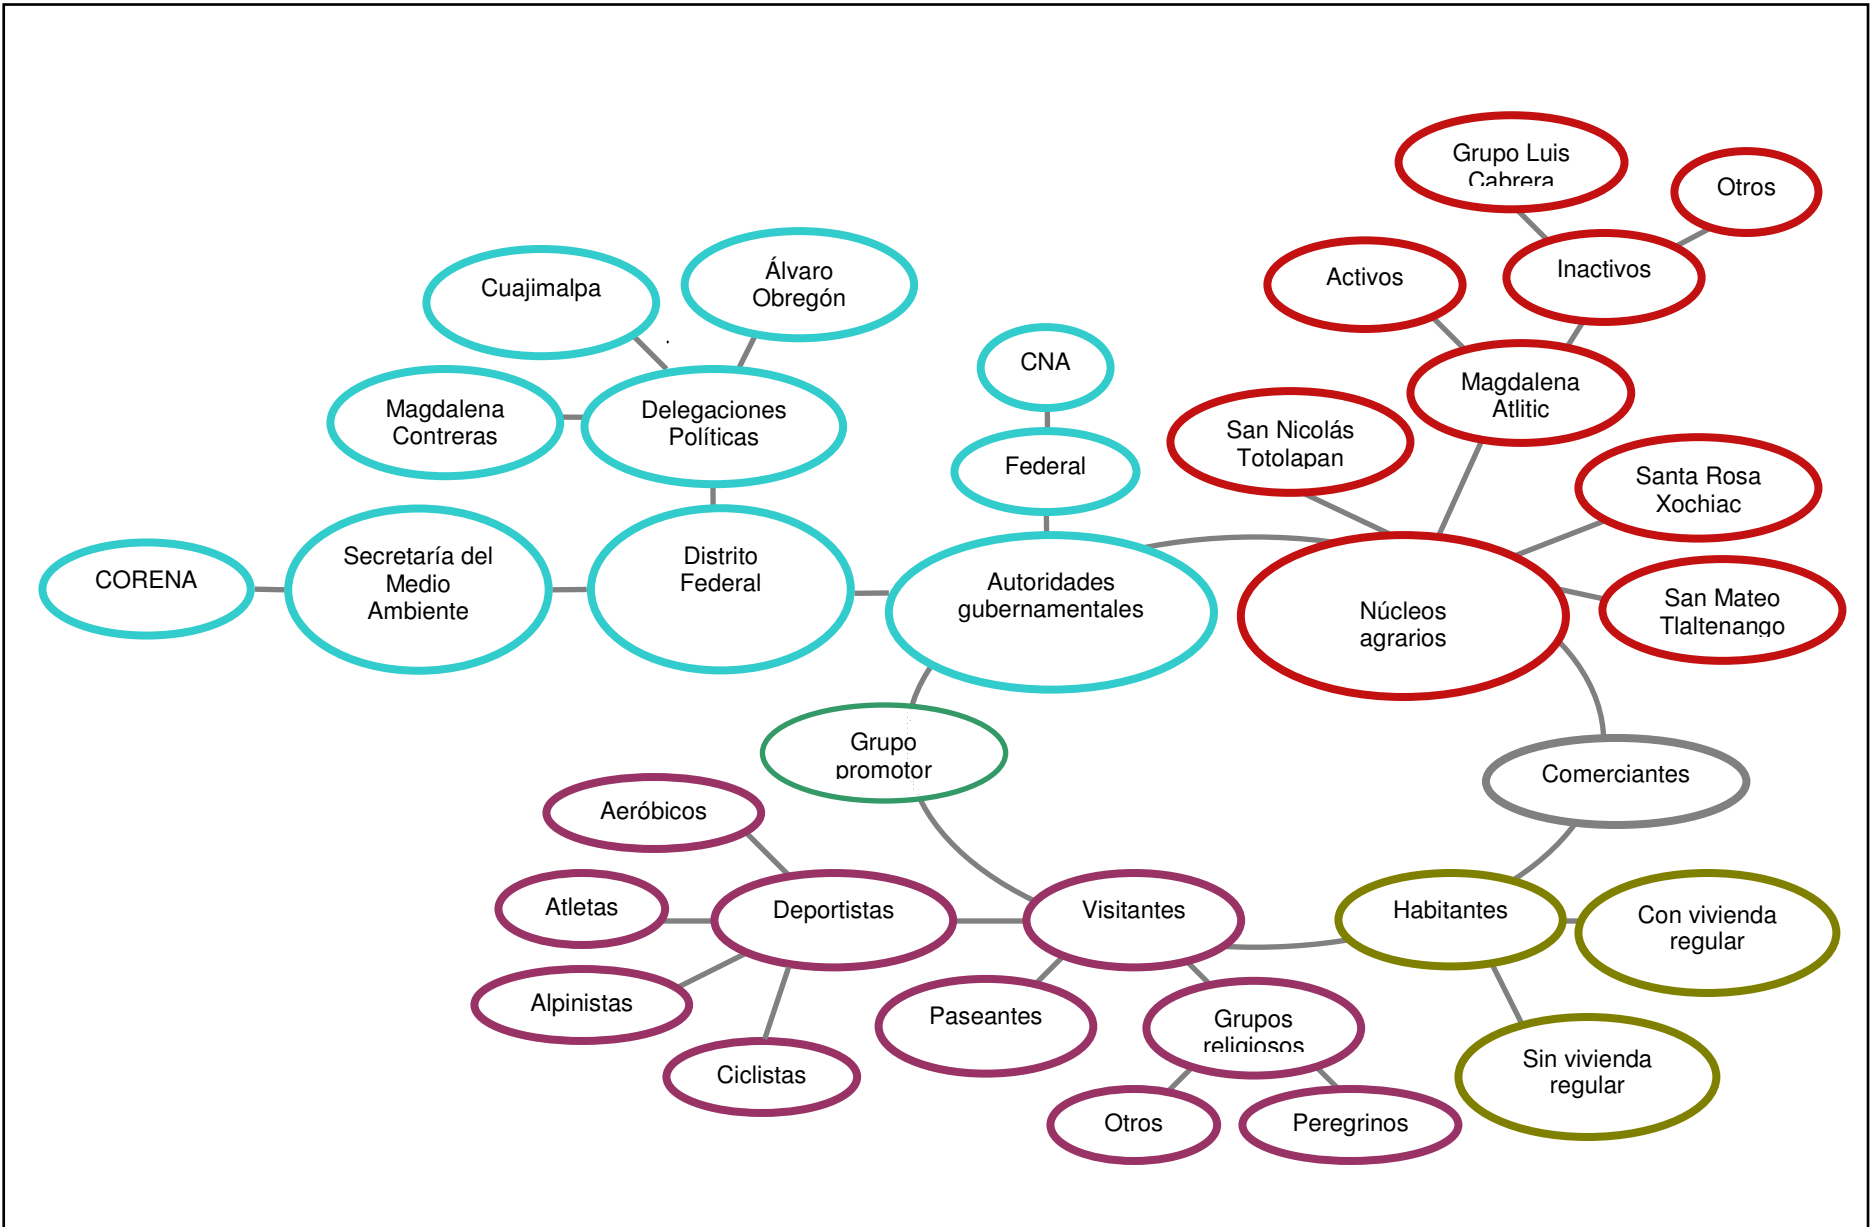 Grupo Luis
Cabrera
Otros
Álvaro
Obregón
Cuajimalpa
Activos
Inactivos
CNA
Magdalena
Atlitic
Magdalena
Contreras
Delegaciones
Políticas
San Nicolás
Totolapan
Federal
Santa Rosa
Xochiac
CORENA
Secretaría del
Medio
Ambiente
Distrito
Federal
Autoridades
gubernamentales
Núcleos
agrarios
San Mateo
Tlaltenango
Grupo
promotor
Comerciantes
Aeróbicos
Atletas
Deportistas
Visitantes
Habitantes
Con vivienda
regular
Alpinistas
Paseantes
Grupos
religiosos
Ciclistas
Sin vivienda
regular
Otros
Peregrinos